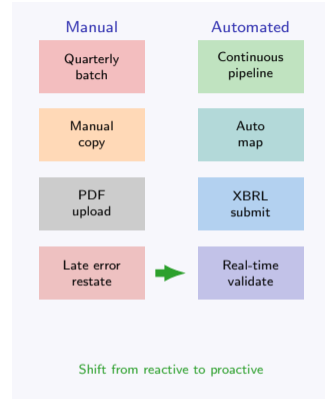 Manual
Automated
Quarterly
batch
Continuous
pipeline
Manual
copy
Auto
map
PDF
upload
XBRL
submit
Late error
restate
Real-time
validate
Shift from reactive to proactive